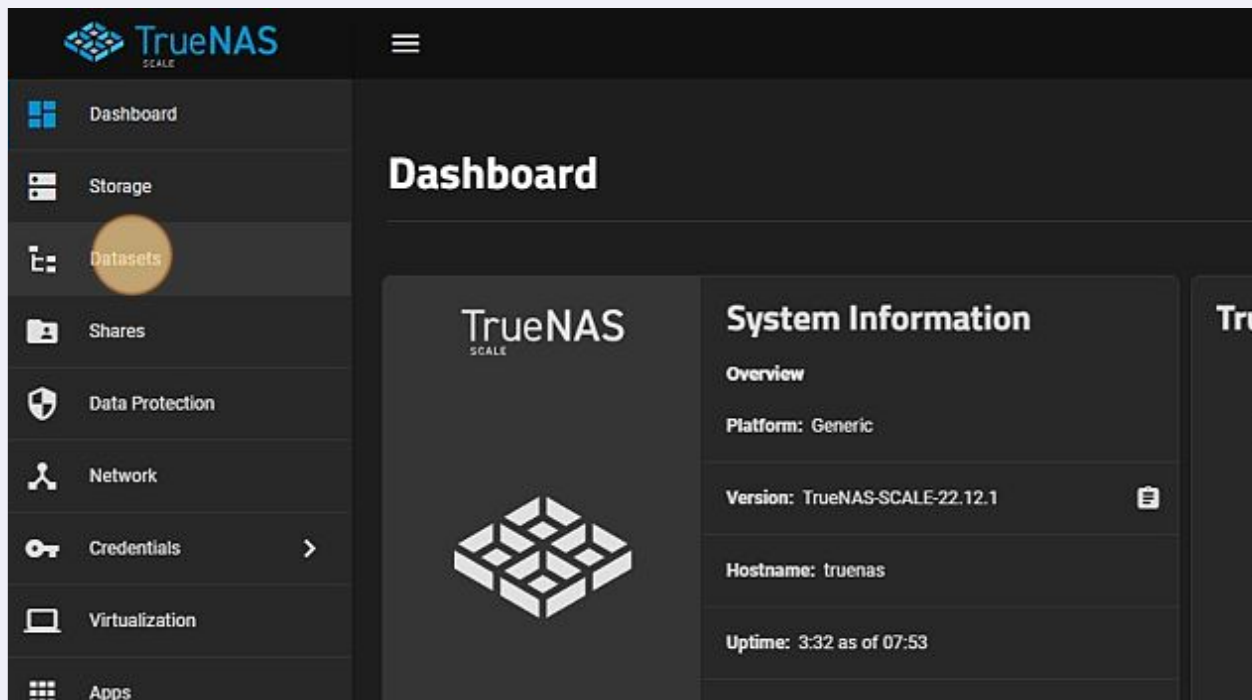 TrueNAS
SCALE
Dashboard
Storage
Datasets
Shares
Data Protection
Network
Credentials
Virtualization
Apps
Dashboard
TrueNAS
SCALE
System Information
Overview
Platform: Generic
Version: TrueNAS-SCALE-22.12.1
Hostname: truenas
Uptime: 3:32 as of 07:53